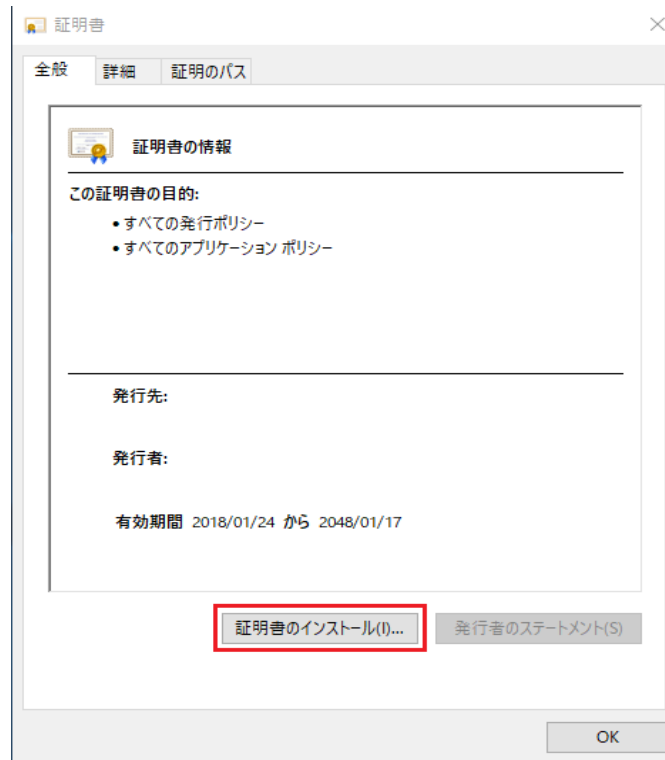 証明書
全般 詳細 証明のパス
証明書の情報
この証明書の目的:
• すべての発行ポリシー
• すべてのアプリケーション ポリシー
発行先:
発行者:
有効期間 2018/01/24 から 2048/01/17
証明書のインストール(I)... 発行者のステートメント(S)
OK